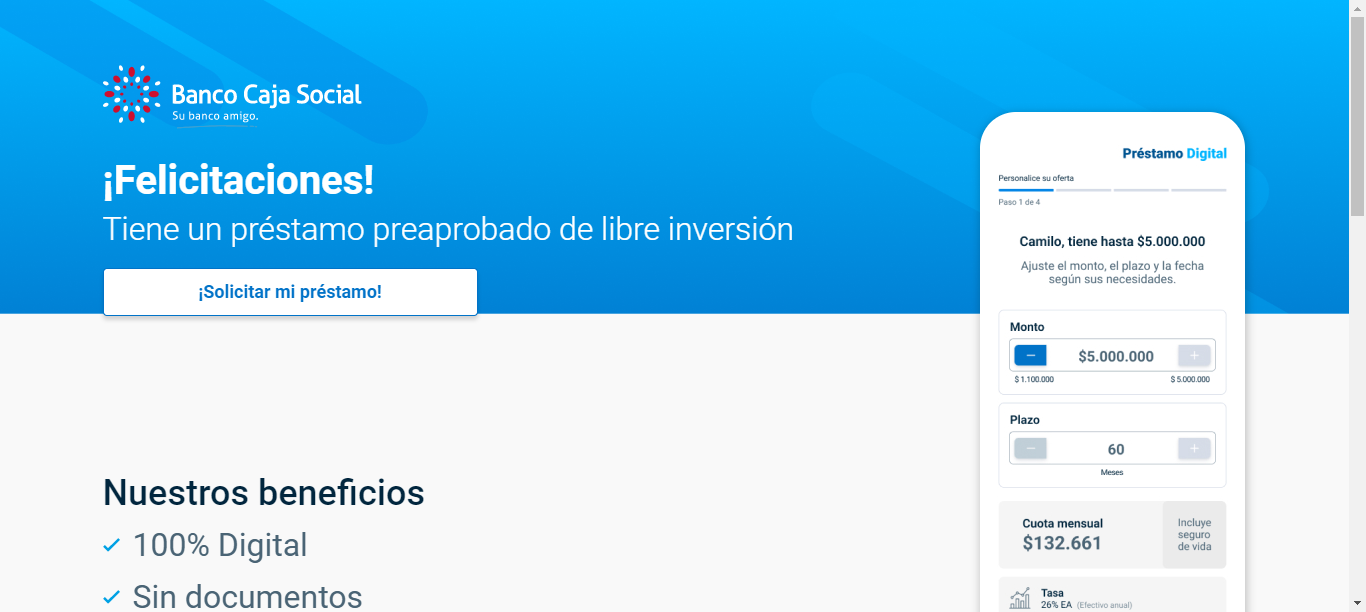 Banco Caja Social
Su banco amigo.
¡Felicitaciones!
Tiene un préstamo preaprobado de libre inversión
¡Solicitar mi préstamo!
Nuestros beneficios
100% Digital
Sin documentos
Préstamo Digital
Personalice su oferta
Paso 1 de 4
Camilo, tiene hasta $5.000.000
Ajuste el monto, el plazo y la fecha
según sus necesidades.
Monto
− $5.000.000 +
$ 1.100.000 $ 5.000.000
Plazo
− 60 +
Meses
Cuota mensual
$132.661
Incluye
seguro
de vida
Tasa
26% EA (Efectivo anual)